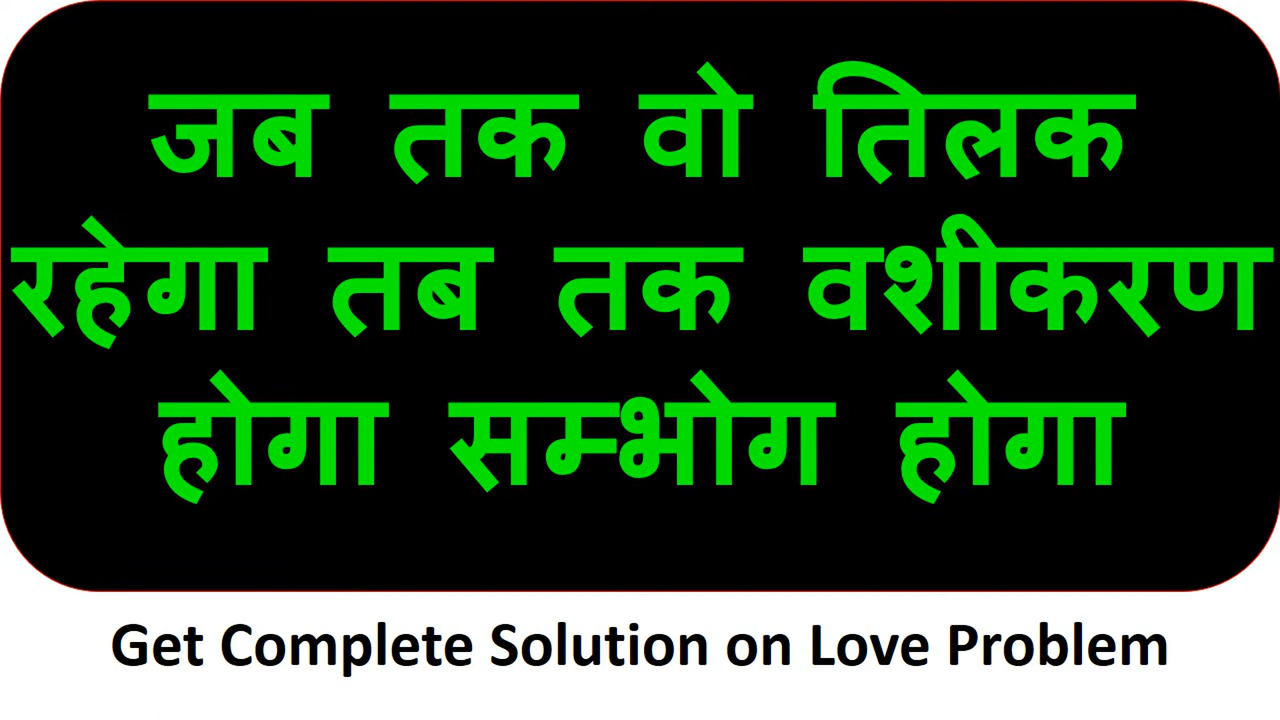 जब तक वो तिलक
रहेगा तब तक वशीकरण
होगा सम्भोग होगा
Get Complete Solution on Love Problem